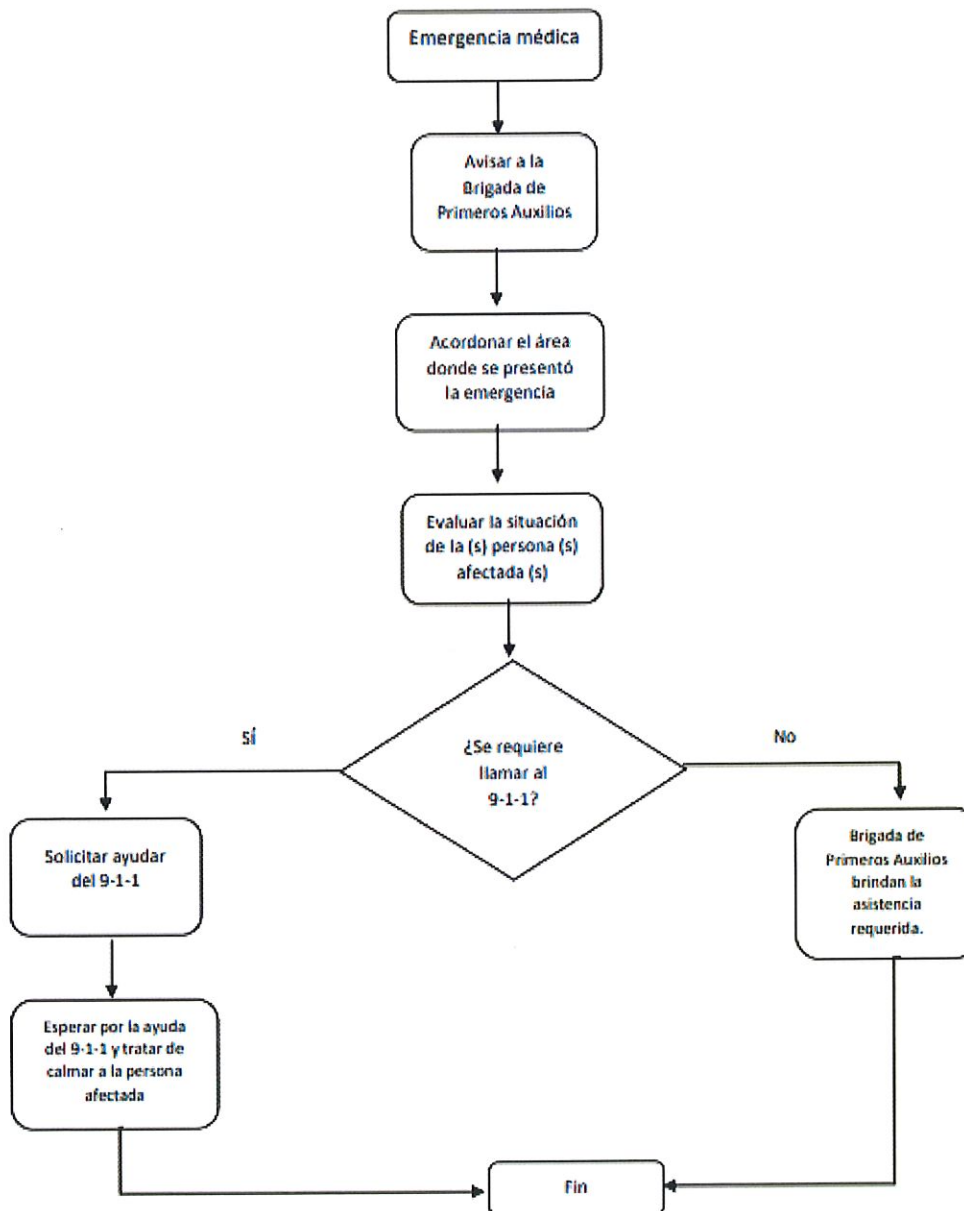 Emergencia médica
Avisar a la
Brigada de
Primeros Auxilios
Acordonar el área
donde se presentó
la emergencia
Evaluar la situación
de la (s) persona (s)
afectada (s)
¿Se requiere
llamar al
9-1-1?
SÍ
No
Solicitar ayudar
del 9-1-1
Brigada de
Primeros Auxilios
brindan la
asistencia
requerida.
Esperar por la ayuda
del 9-1-1 y tratar de
calmar a la persona
afectada
Fin